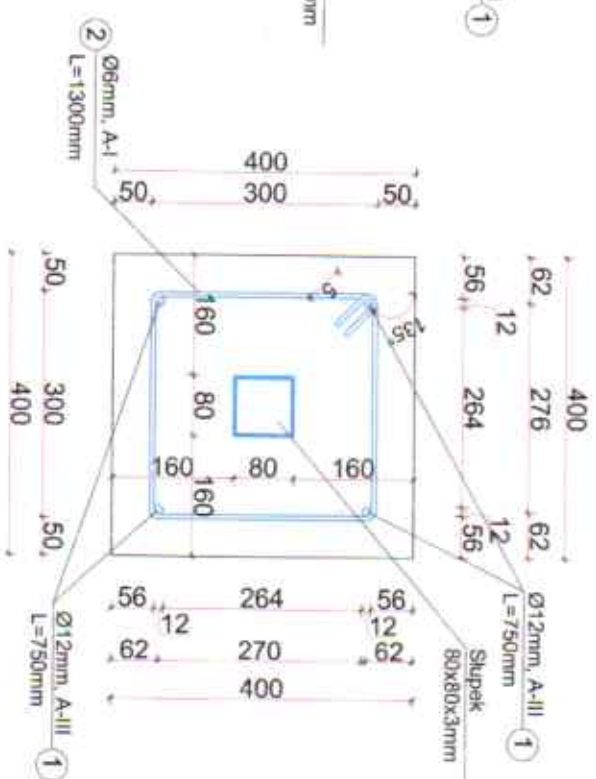 1
mm
2
Ø6mm, A-I
L=1300mm
400
50 300 50
400
62 276 62
12 12
56 264 56
135°
160 80 160
160 80 160
50 300 50
400
56 264 56
12 12
62 270 62
400
Ø12mm, A-III
L=750mm
1
Słupek
80x80x3mm
Ø12mm, A-III
L=750mm
1